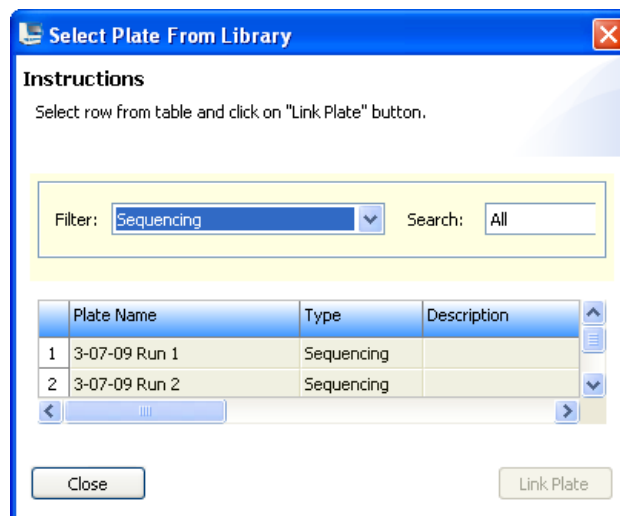 Select Plate From Library
Instructions
Select row from table and click on "Link Plate" button.
Filter: Sequencing Search: All
Plate Name Type Description
1 3-07-09 Run 1 Sequencing
2 3-07-09 Run 2 Sequencing
Close Link Plate